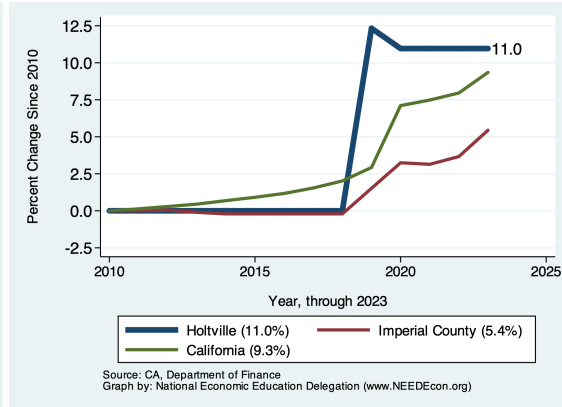 12.5
10.0
7.5
5.0
2.5
0.0
-2.5
Percent Change Since 2010
11.0
2010 2015 2020 2025
Year, through 2023
Holtville (11.0%) Imperial County (5.4%)
California (9.3%)
Source: CA, Department of Finance
Graph by: National Economic Education Delegation (www.NEEDEcon.org)